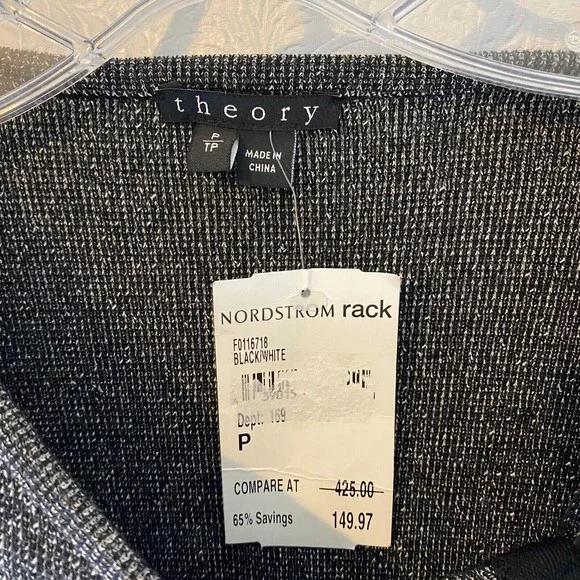 theory
P
TP
MADE IN
CHINA
NORDSTROM rack
F0116718
BLACK/WHITE
Dept: 169
P
COMPARE AT 425.00
65% Savings 149.97